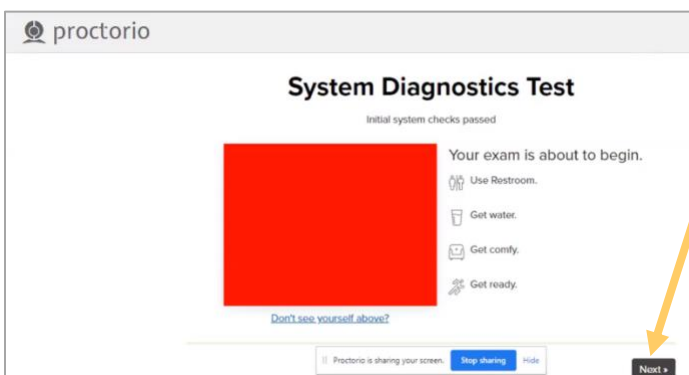 proctorio
System Diagnostics Test
Initial system checks passed
Your exam is about to begin.
Use Restroom.
Get water.
Get comfy.
Get ready.
Don't see yourself above?
Proctorio is sharing your screen. Stop sharing Hide
Next »